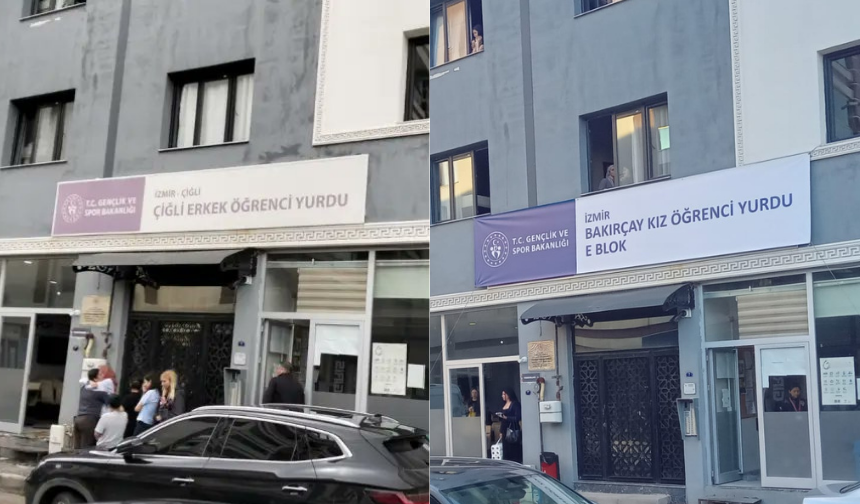 T.C. GENÇLİK VE
SPOR BAKANLIĞI
İZMİR - ÇİĞLİ
ÇİĞLİ ERKEK ÖĞRENCİ YURDU
T.C. GENÇLİK VE
SPOR BAKANLIĞI
İZMİR
BAKIRÇAY KIZ ÖĞRENCİ YURDU
E BLOK